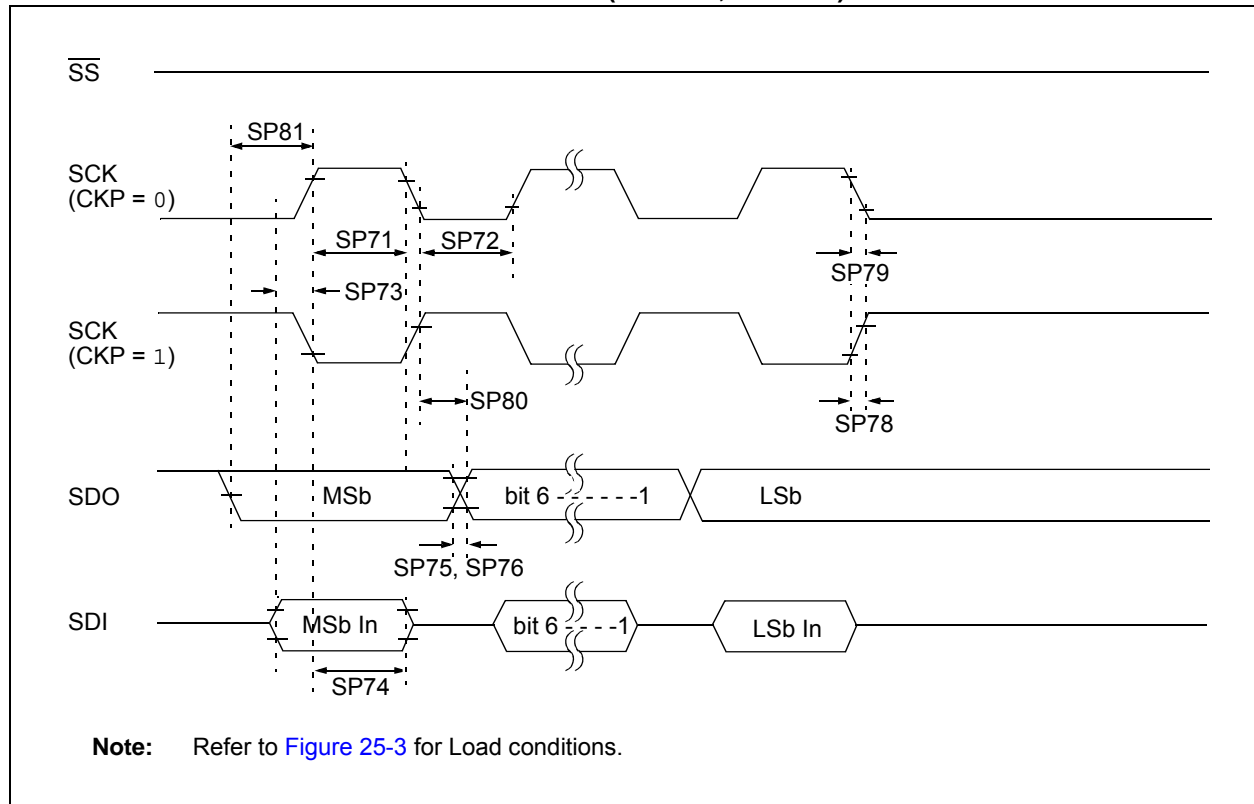 SS
SP81
SCK
(CKP = 0)
SP71
SP72
SP79
SP73
SCK
(CKP = 1)
SP80
SP78
SDO
MSb
bit 6 - - - - - -1
LSb
SP75, SP76
SDI
MSb In
bit 6 - - - -1
LSb In
SP74
Note: Refer to Figure 25-3 for Load conditions.